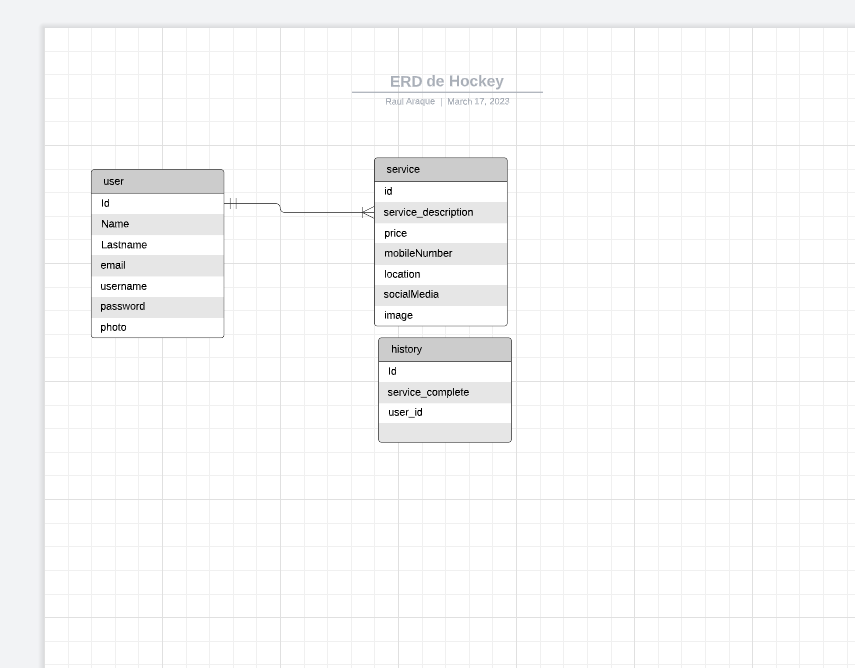 ERD de Hockey
Raul Araque | March 17, 2023
user
Id
Name
Lastname
email
username
password
photo
service
id
service_description
price
mobileNumber
location
socialMedia
image
history
Id
service_complete
user_id